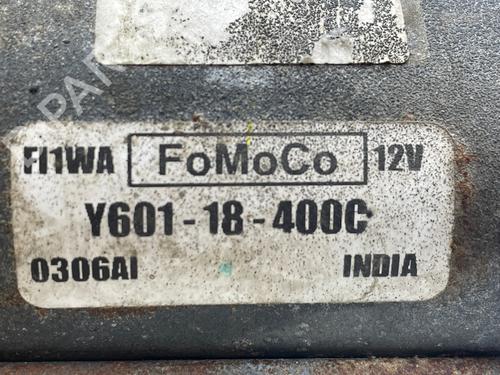 FI1WA FoMoCo 12V
Y601-18-400C
0306AI INDIA